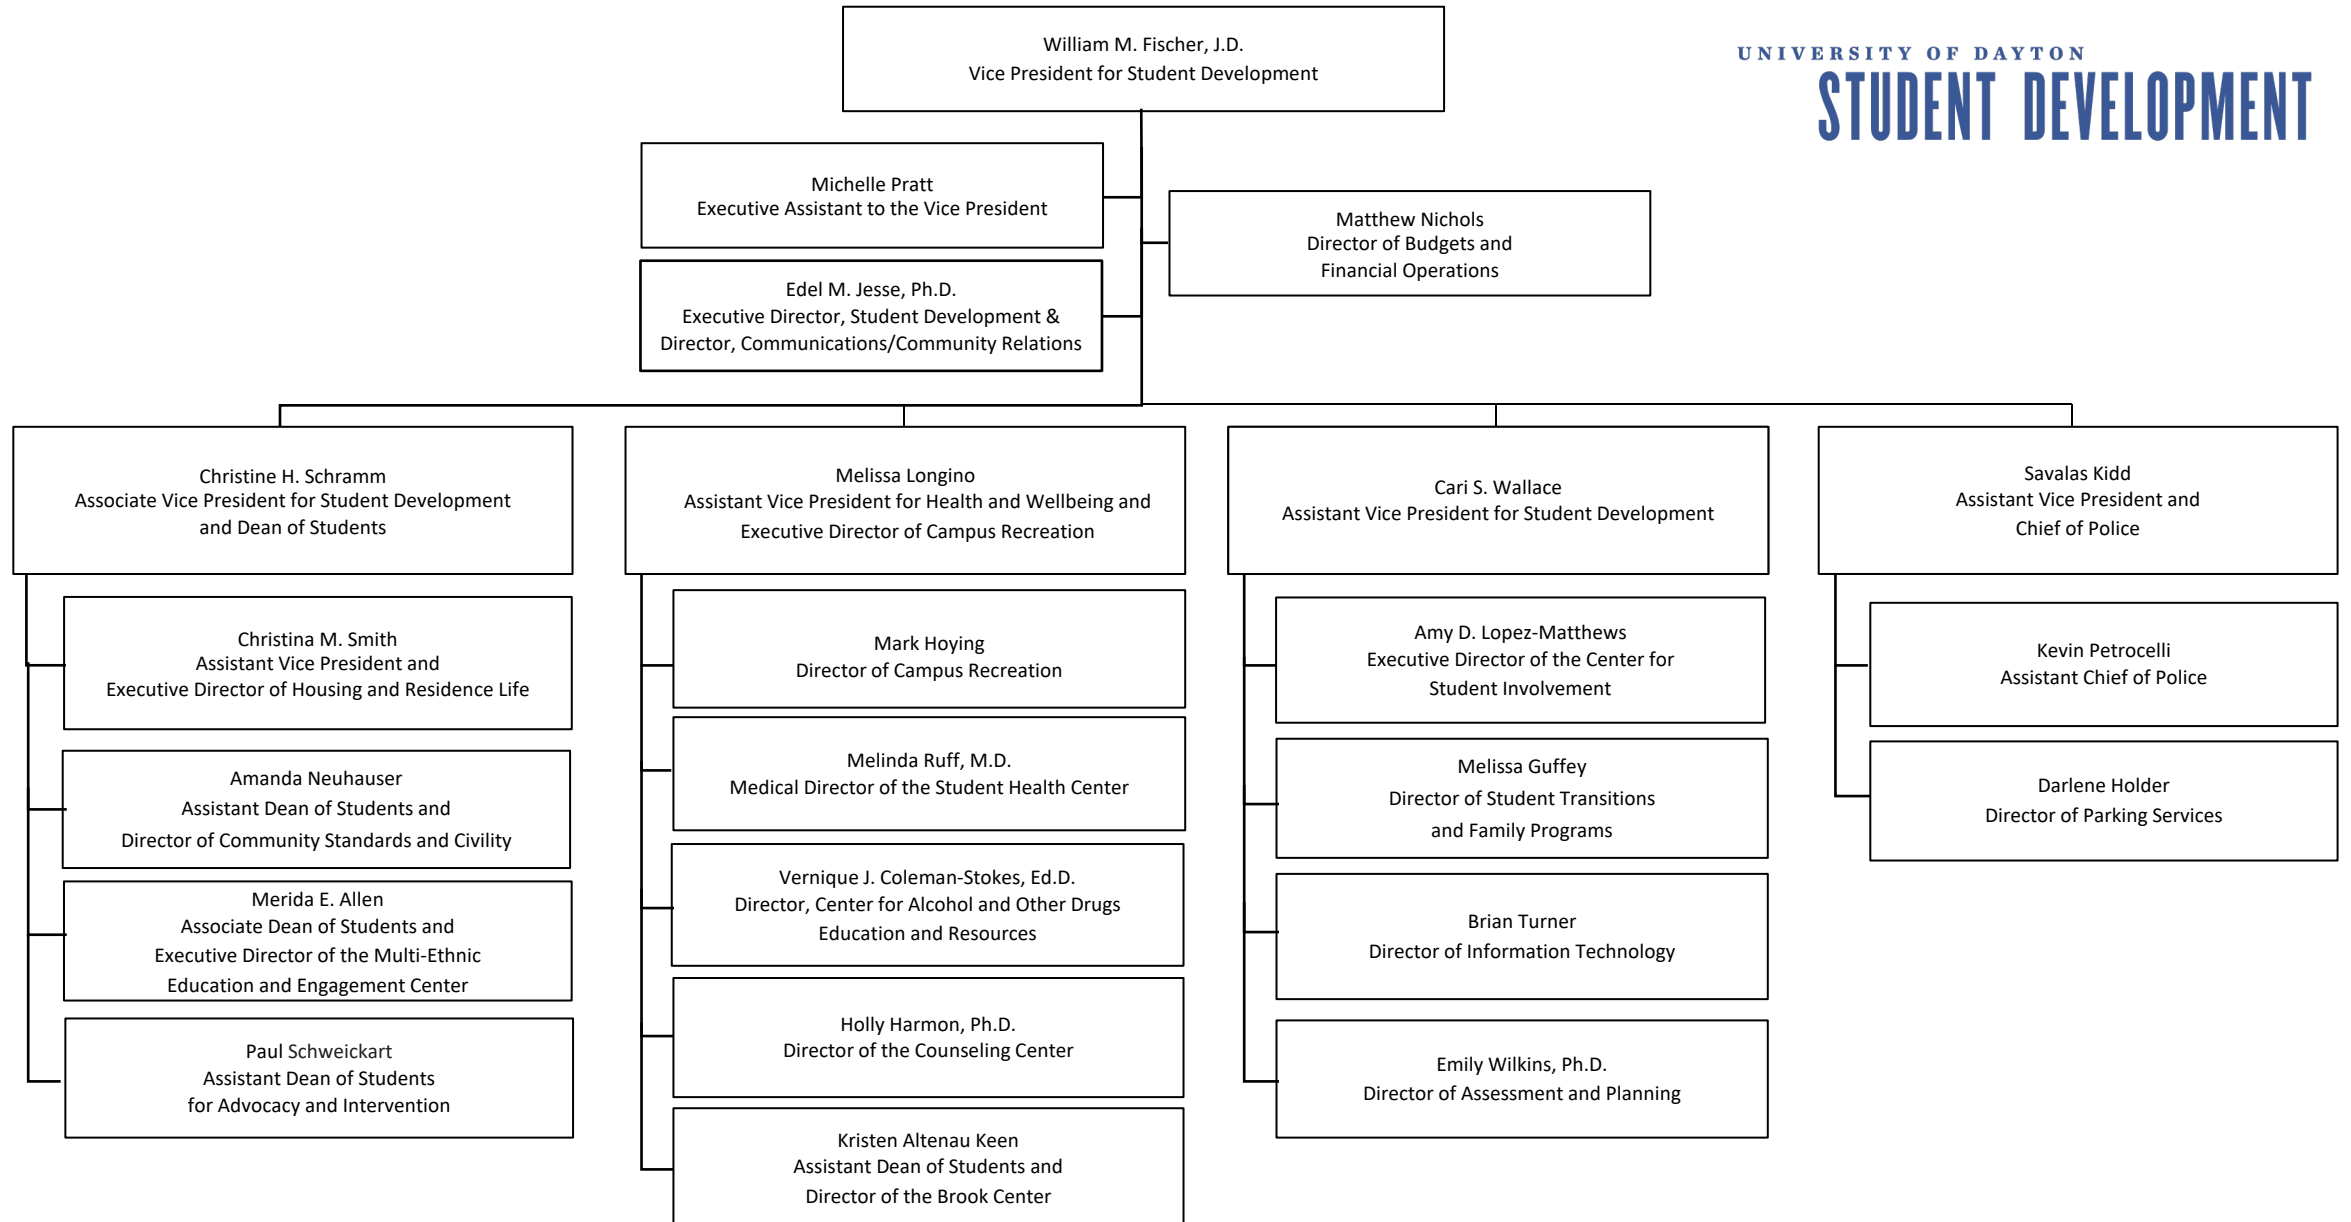 William M. Fischer, J.D.
Vice President for Student Development
UNIVERSITY OF DAYTON
STUDENT DEVELOPMENT
Michelle Pratt
Executive Assistant to the Vice President
Matthew Nichols
Director of Budgets and
Financial Operations
Edel M. Jesse, Ph.D.
Executive Director, Student Development &
Director, Communications/Community Relations
Christine H. Schramm
Associate Vice President for Student Development
and Dean of Students
Christina M. Smith
Assistant Vice President and
Executive Director of Housing and Residence Life
Amanda Neuhauser
Assistant Dean of Students and
Director of Community Standards and Civility
Merida E. Allen
Associate Dean of Students and
Executive Director of the Multi-Ethnic
Education and Engagement Center
Paul Schweickart
Assistant Dean of Students
for Advocacy and Intervention
Melissa Longino
Assistant Vice President for Health and Wellbeing and
Executive Director of Campus Recreation
Mark Hoying
Director of Campus Recreation
Melinda Ruff, M.D.
Medical Director of the Student Health Center
Vernique J. Coleman-Stokes, Ed.D.
Director, Center for Alcohol and Other Drugs
Education and Resources
Holly Harmon, Ph.D.
Director of the Counseling Center
Kristen Altenau Keen
Assistant Dean of Students and
Director of the Brook Center
Cari S. Wallace
Assistant Vice President for Student Development
Amy D. Lopez-Matthews
Executive Director of the Center for
Student Involvement
Melissa Guffey
Director of Student Transitions
and Family Programs
Brian Turner
Director of Information Technology
Emily Wilkins, Ph.D.
Director of Assessment and Planning
Savalas Kidd
Assistant Vice President and
Chief of Police
Kevin Petrocelli
Assistant Chief of Police
Darlene Holder
Director of Parking Services